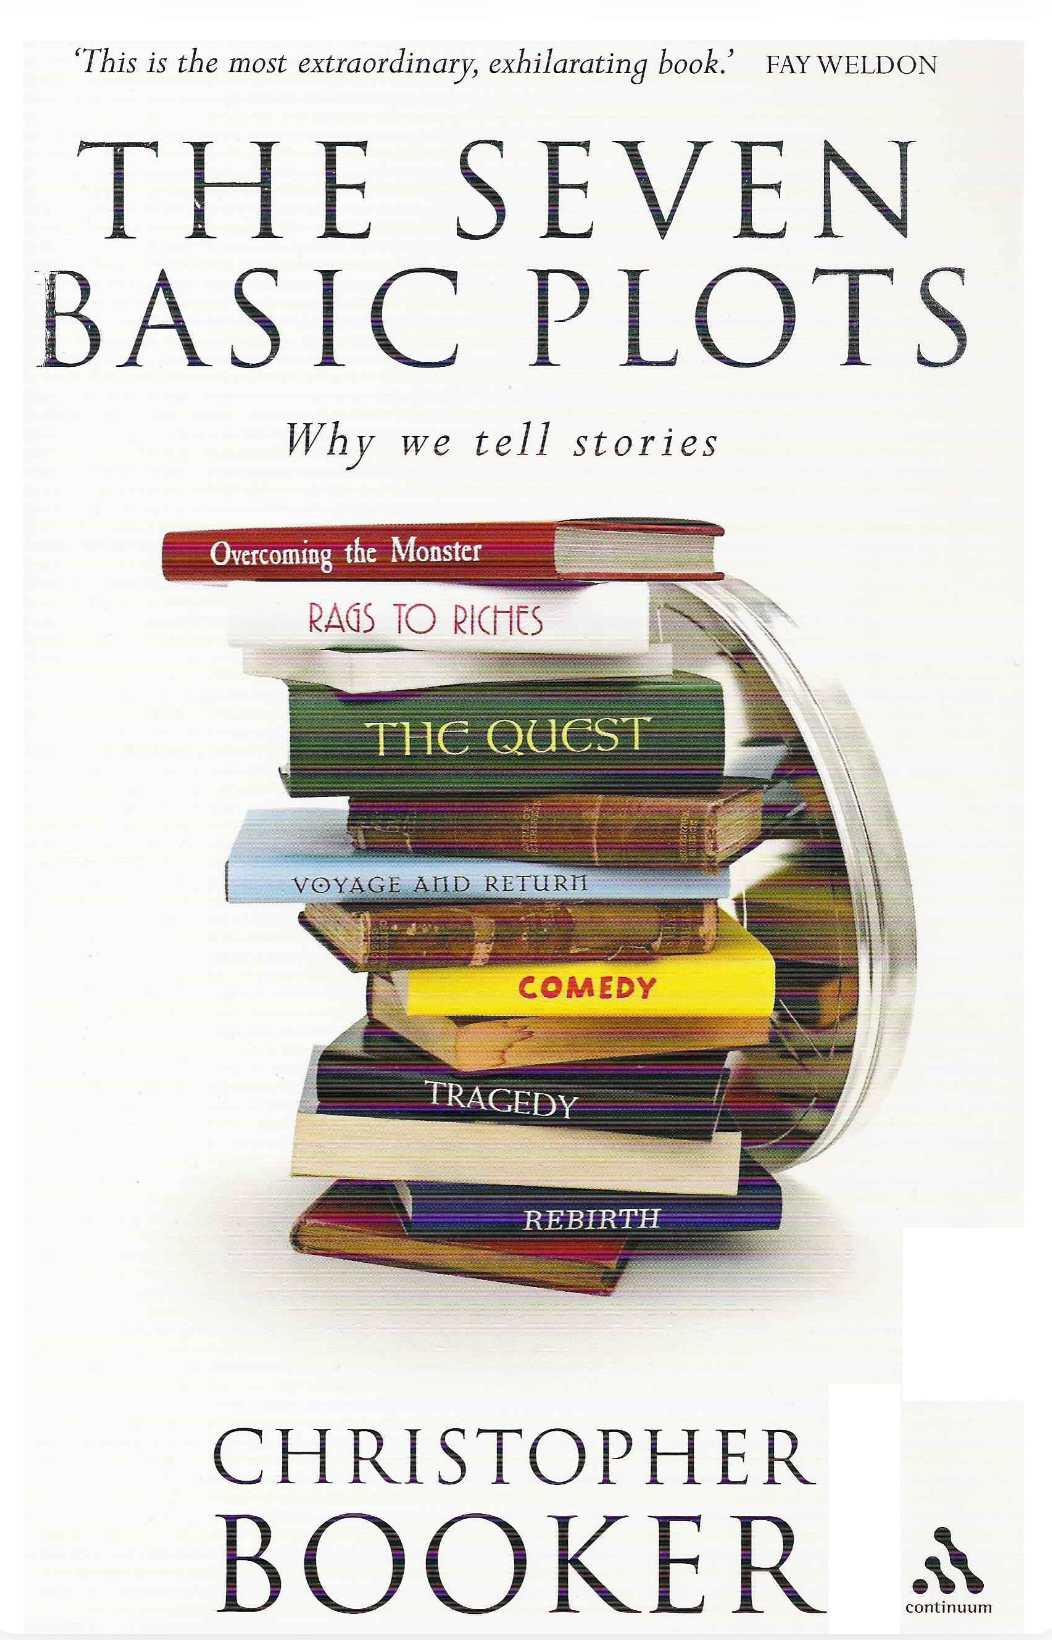 ‘This is the most extraordinary, exhilarating book.’ FAY WELDON
THE SEVEN
BASIC PLOTS
Why we tell stories
Overcoming the Monster
RAGS TO RICHES
THE QUEST
VOYAGE AND RETURN
COMEDY
TRAGEDY
REBIRTH
CHRISTOPHER
BOOKER
continuum